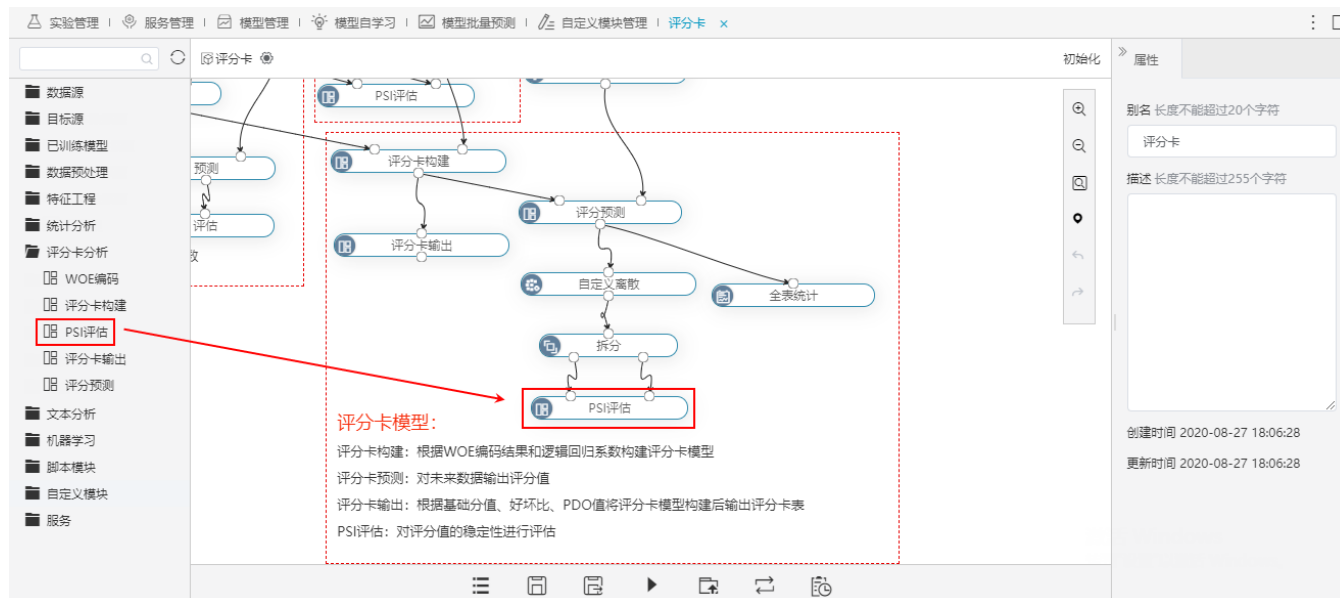 实验管理 服务管理 模型管理 模型自学习 模型批量预测 自定义模块管理 评分卡 ×
评分卡 初始化
属性
数据源
目标源
已训练模型
数据预处理
特征工程
统计分析
评分卡分析
WOE编码
评分卡构建
PSI评估
评分卡输出
评分预测
文本分析
机器学习
脚本模块
自定义模块
服务
PSI评估
预测
评估
散
评分卡构建
评分预测
评分卡输出
自定义离散
全表统计
拆分
PSI评估
评分卡模型：
评分卡构建：根据WOE编码结果和逻辑回归系数构建评分卡模型
评分卡预测：对未来数据输出评分值
评分卡输出：根据基础分值、好坏比、PDO值将评分卡模型构建后输出评分卡表
PSI评估：对评分值的稳定性进行评估
别名 长度不能超过20个字符
评分卡
描述 长度不能超过255个字符
创建时间 2020-08-27 18:06:28
更新时间 2020-08-27 18:06:28